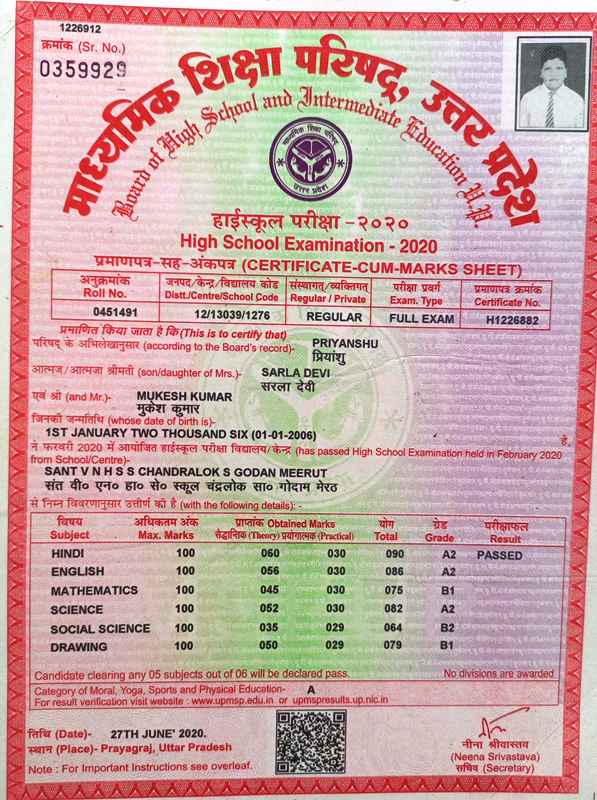 1226912
क्रमांक (Sr. No.)
0359929
माध्यमिक शिक्षा परिषद्, उत्तर प्रदेश
Board of High School and Intermediate Education U.P.
माध्यमिक शिक्षा परिषद्
उत्तर प्रदेश
हाईस्कूल परीक्षा -२०२०
High School Examination - 2020
प्रमाणपत्र-सह-अंकपत्र (CERTIFICATE-CUM-MARKS SHEET)
अनुक्रमांक जनपद/केन्द्र/विद्यालय कोड संस्थागत/व्यक्तिगत परीक्षा प्रवर्ग प्रमाणपत्र क्रमांक
Roll No. Distt./Centre/School Code Regular / Private Exam. Type Certificate No.
0451491 12/13039/1276 REGULAR FULL EXAM H1226882
प्रमाणित किया जाता है कि (This is to certify that)
परिषद् के अभिलेखानुसार (according to the Board's record)- PRIYANSHU
प्रियांशु
आत्मज/आत्मजा श्रीमती (son/daughter of Mrs.)- SARLA DEVI
सरला देवी
एवं श्री (and Mr.)- MUKESH KUMAR
मुकेश कुमार
जिनकी जन्मतिथि (whose date of birth is)-
1ST JANUARY TWO THOUSAND SIX (01-01-2006) है,
ने फरवरी 2020 में आयोजित हाईस्कूल परीक्षा विद्यालय/केन्द्र (has passed High School Examination held in February 2020
from School/Centre)-
SANT V N H S S CHANDRALOK S GODAN MEERUT
संत वी० एन० हा० से० स्कूल चंद्रलोक सा० गोदाम मेरठ
से निम्न विवरणानुसार उत्तीर्ण की है (with the following details): -
विषय अधिकतम अंक प्राप्तांक Obtained Marks योग ग्रेड परीक्षाफल
Subject Max. Marks सैद्धान्तिक (Theory) प्रयोगात्मक (Practical) Total Grade Result
HINDI 100 060 030 090 A2 PASSED
ENGLISH 100 056 030 086 A2
MATHEMATICS 100 045 030 075 B1
SCIENCE 100 052 030 082 A2
SOCIAL SCIENCE 100 035 029 064 B2
DRAWING 100 050 029 079 B1
Candidate clearing any 05 subjects out of 06 will be declared pass. No divisions are awarded
Category of Moral, Yoga, Sports and Physical Education- A
For result verification visit website : www.upmsp.edu.in or upmspresults.up.nic.in
तिथि (Date)- 27TH JUNE' 2020.
स्थान (Place)- Prayagraj, Uttar Pradesh
नीना श्रीवास्तव
(Neena Srivastava)
सचिव (Secretary)
Note : For Important Instructions see overleaf.